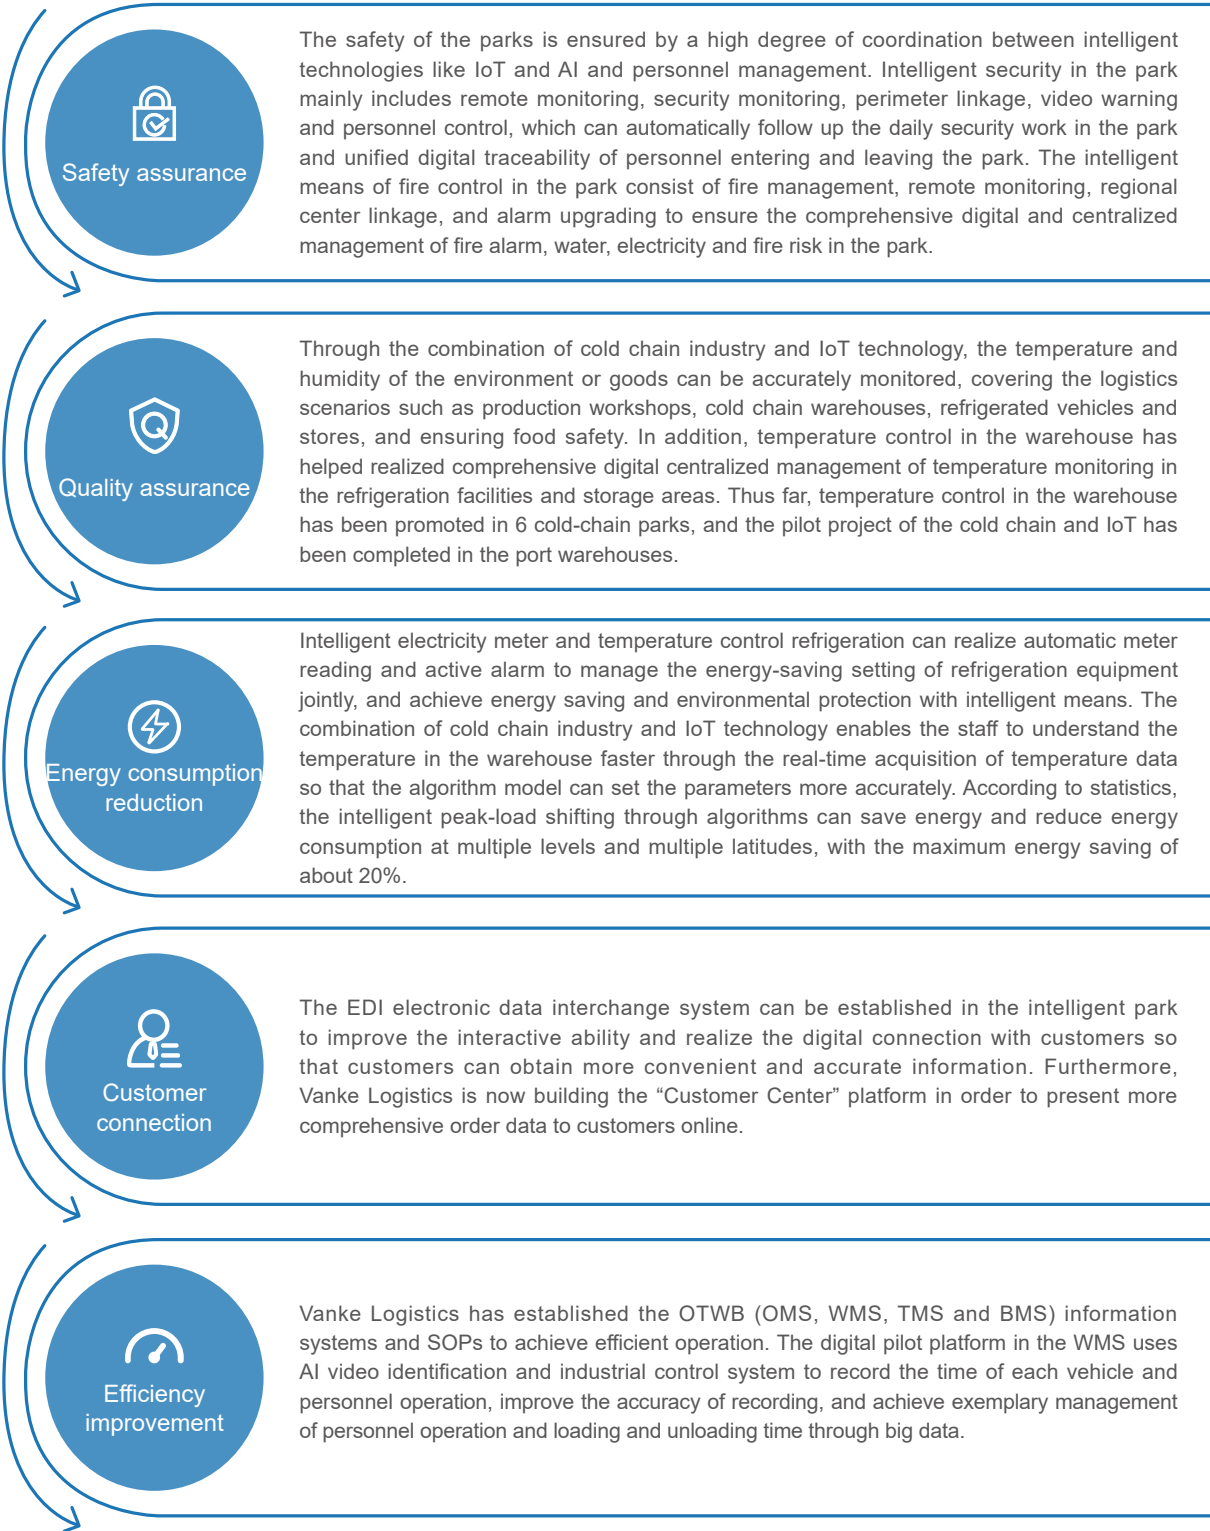 Safety assurance
The safety of the parks is ensured by a high degree of coordination between intelligent
technologies like IoT and AI and personnel management. Intelligent security in the park
mainly includes remote monitoring, security monitoring, perimeter linkage, video warning
and personnel control, which can automatically follow up the daily security work in the park
and unified digital traceability of personnel entering and leaving the park. The intelligent
means of fire control in the park consist of fire management, remote monitoring, regional
center linkage, and alarm upgrading to ensure the comprehensive digital and centralized
management of fire alarm, water, electricity and fire risk in the park.
Quality assurance
Through the combination of cold chain industry and IoT technology, the temperature and
humidity of the environment or goods can be accurately monitored, covering the logistics
scenarios such as production workshops, cold chain warehouses, refrigerated vehicles and
stores, and ensuring food safety. In addition, temperature control in the warehouse has
helped realized comprehensive digital centralized management of temperature monitoring in
the refrigeration facilities and storage areas. Thus far, temperature control in the warehouse
has been promoted in 6 cold-chain parks, and the pilot project of the cold chain and IoT has
been completed in the port warehouses.
Energy consumption
reduction
Intelligent electricity meter and temperature control refrigeration can realize automatic meter
reading and active alarm to manage the energy-saving setting of refrigeration equipment
jointly, and achieve energy saving and environmental protection with intelligent means. The
combination of cold chain industry and IoT technology enables the staff to understand the
temperature in the warehouse faster through the real-time acquisition of temperature data
so that the algorithm model can set the parameters more accurately. According to statistics,
the intelligent peak-load shifting through algorithms can save energy and reduce energy
consumption at multiple levels and multiple latitudes, with the maximum energy saving of
about 20%.
Customer
connection
The EDI electronic data interchange system can be established in the intelligent park
to improve the interactive ability and realize the digital connection with customers so
that customers can obtain more convenient and accurate information. Furthermore,
Vanke Logistics is now building the “Customer Center” platform in order to present more
comprehensive order data to customers online.
Efficiency
improvement
Vanke Logistics has established the OTWB (OMS, WMS, TMS and BMS) information
systems and SOPs to achieve efficient operation. The digital pilot platform in the WMS uses
AI video identification and industrial control system to record the time of each vehicle and
personnel operation, improve the accuracy of recording, and achieve exemplary management
of personnel operation and loading and unloading time through big data.